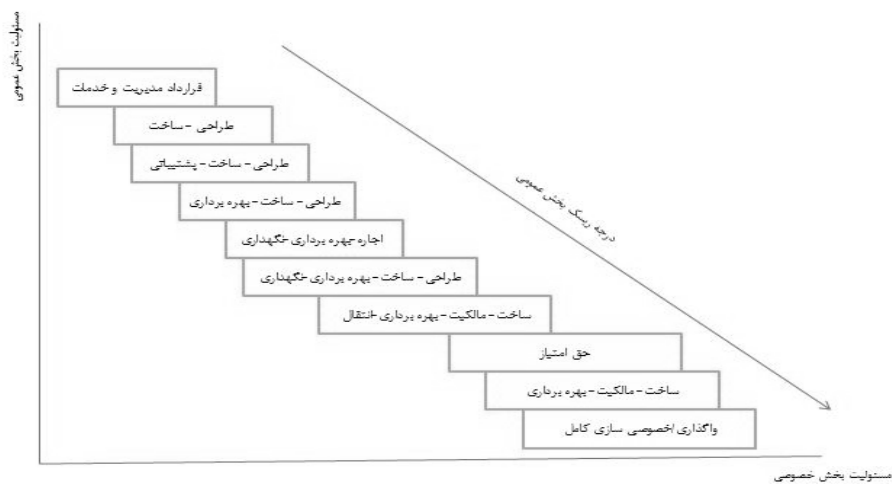 مسئولیت بخش عمومی
قرارداد مدیریت و خدمات
طراحی - ساخت
طراحی - ساخت - پشتیباتی
طراحی - ساخت - بهره برداری
اجاره-بهره برداری-نگهداری
طراحی - ساخت - بهره برداری-نگهداری
ساخت - مالکیت - بهره برداری-انتقال
حق امتیاز
ساخت - مالکیت - بهره برداری
واگذاری/خصوصی سازی کامل
درجه ریسک بخش عمومی
مسئولیت بخش خصوصی